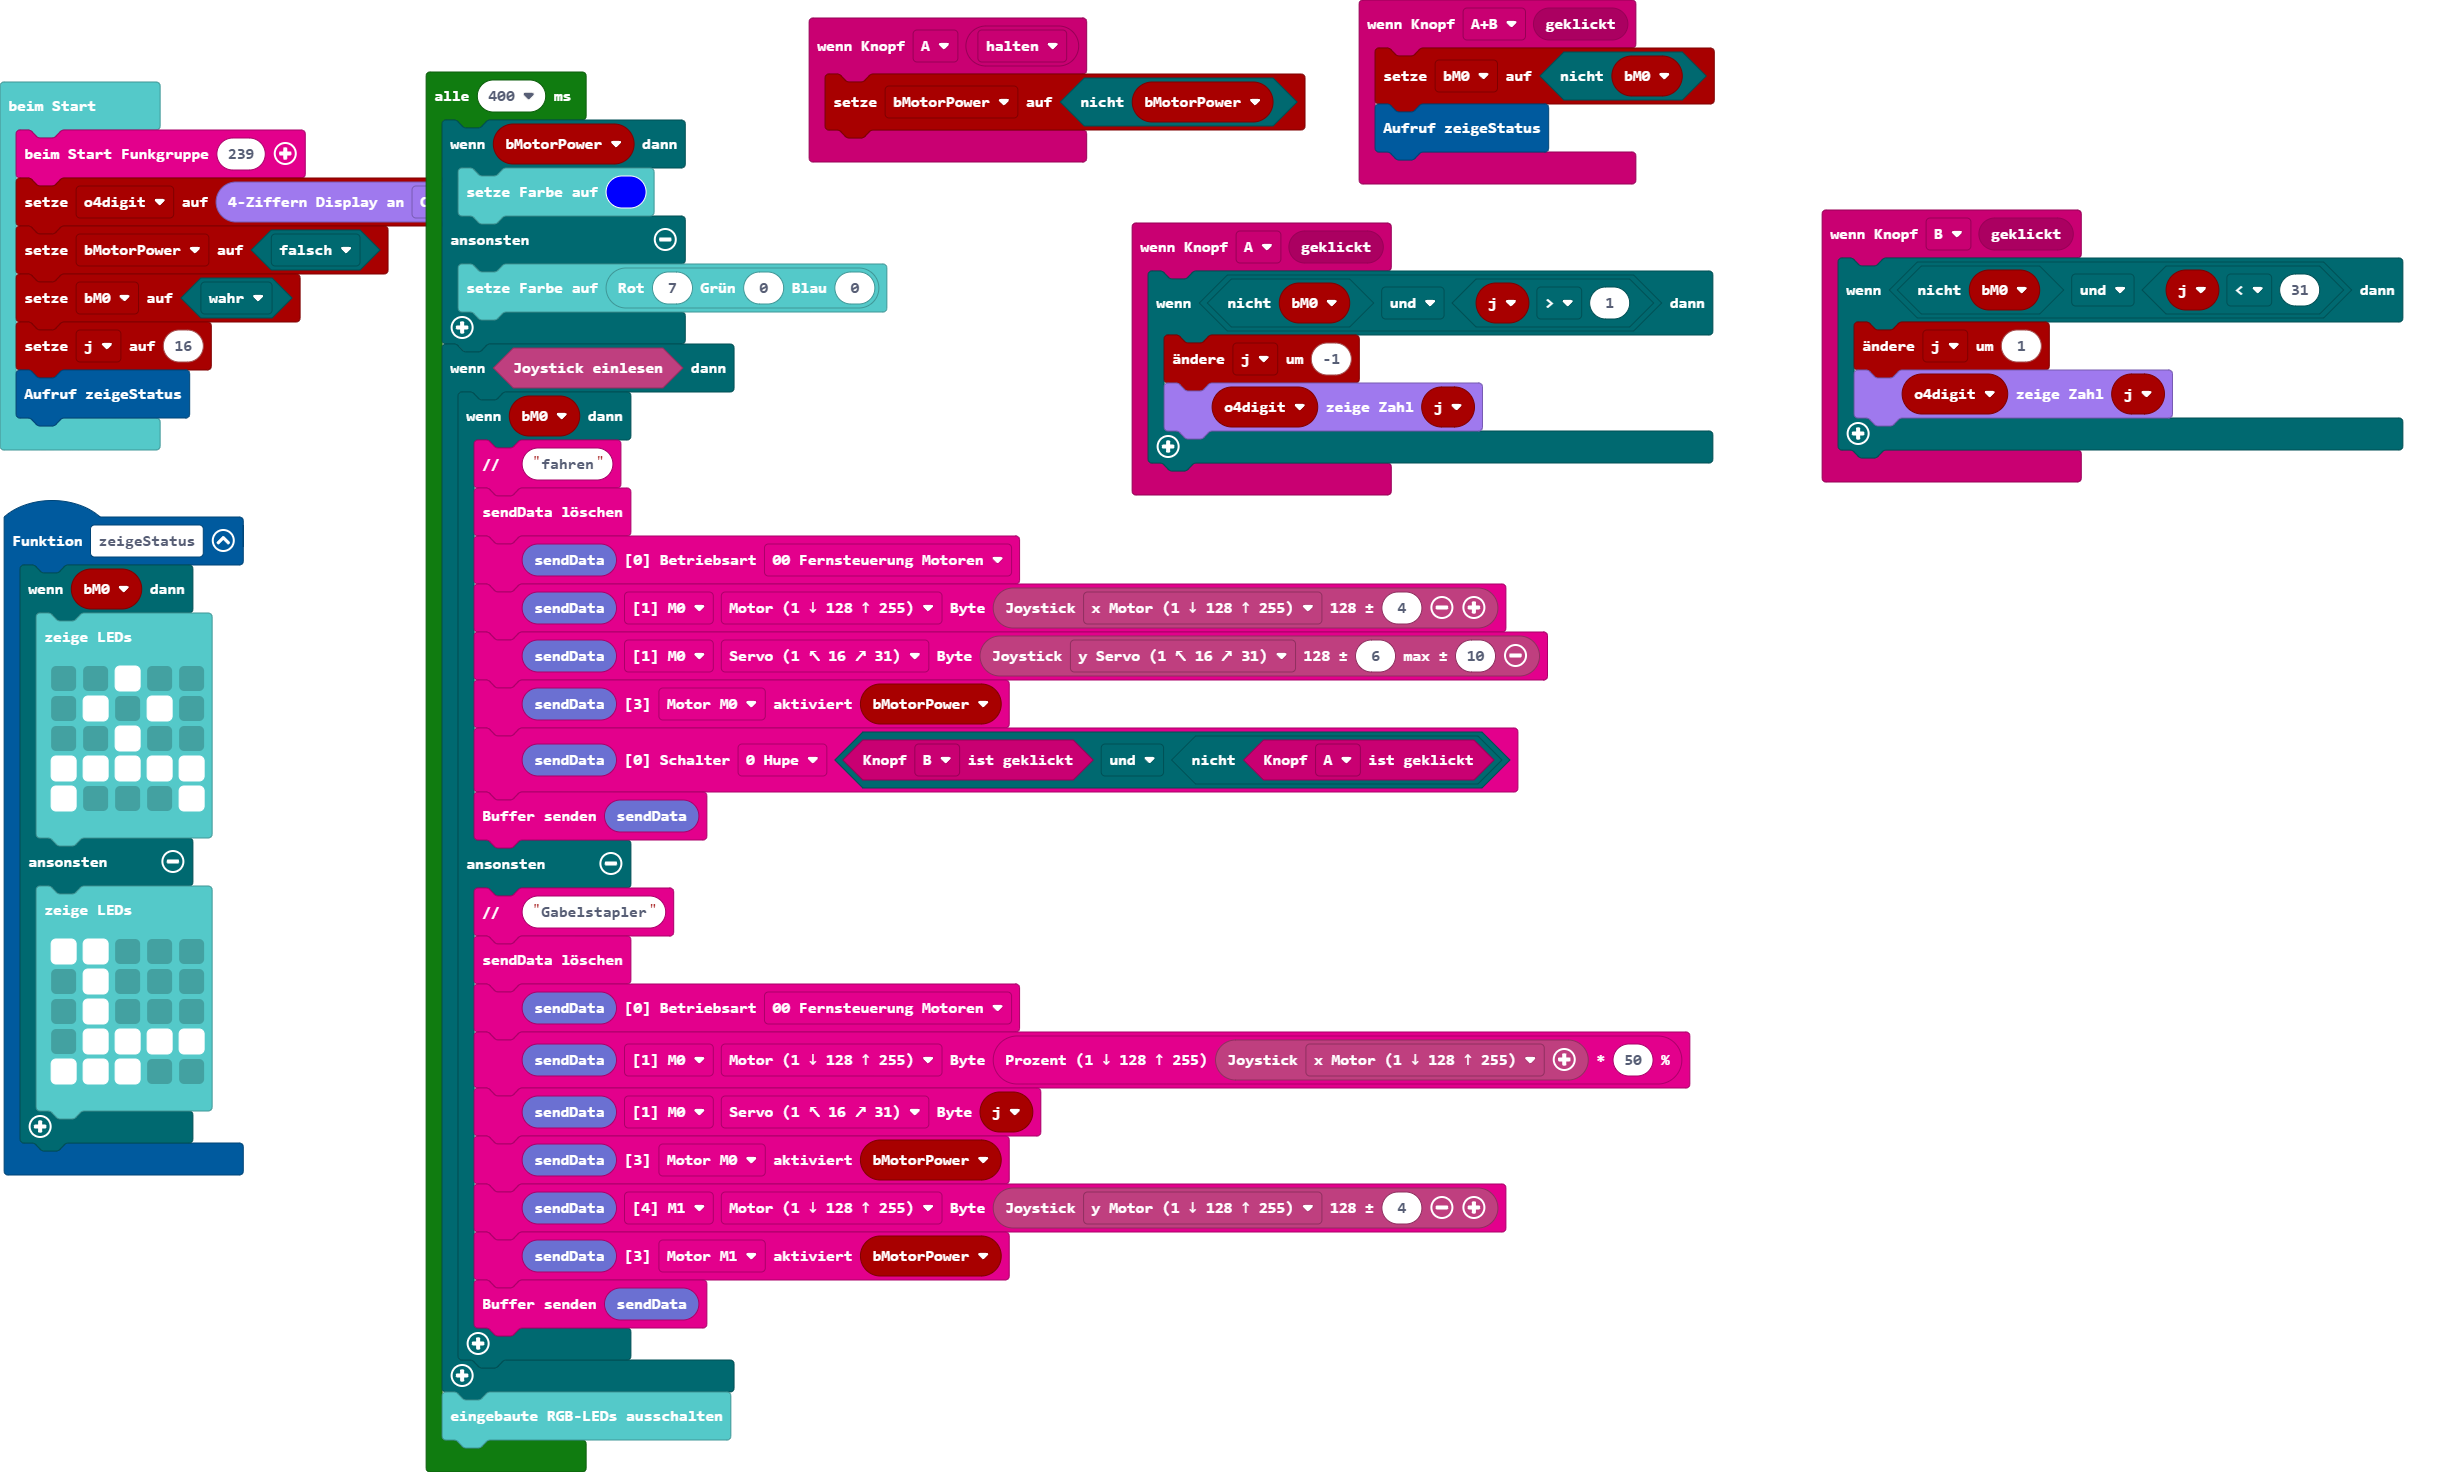 beim Start
beim Start Funkgruppe 239
setze o4digit auf 4-Ziffern Display an
setze bMotorPower auf falsch
setze bM0 auf wahr
setze j auf 16
Aufruf zeigeStatus
Funktion zeigeStatus
wenn bM0 dann
zeige LEDs
ansonsten
zeige LEDs
alle 400 ms
wenn bMotorPower dann
setze Farbe auf
ansonsten
setze Farbe auf Rot 7 Grün 0 Blau 0
wenn Joystick einlesen dann
wenn bM0 dann
// "fahren"
sendData löschen
sendData [0] Betriebsart 00 Fernsteuerung Motoren
sendData [1] M0 Motor (1 ↓ 128 ↑ 255) Byte Joystick x Motor (1 ↓ 128 ↑ 255) 128 ± 4
sendData [1] M0 Servo (1 ↖ 16 ↗ 31) Byte Joystick y Servo (1 ↖ 16 ↗ 31) 128 ± 6 max ± 10
sendData [3] Motor M0 aktiviert bMotorPower
sendData [0] Schalter 0 Hupe Knopf B ist geklickt und nicht Knopf A ist geklickt
Buffer senden sendData
ansonsten
// "Gabelstapler"
sendData löschen
sendData [0] Betriebsart 00 Fernsteuerung Motoren
sendData [1] M0 Motor (1 ↓ 128 ↑ 255) Byte Prozent (1 ↓ 128 ↑ 255) Joystick x Motor (1 ↓ 128 ↑ 255) * 50 %
sendData [1] M0 Servo (1 ↖ 16 ↗ 31) Byte j
sendData [3] Motor M0 aktiviert bMotorPower
sendData [4] M1 Motor (1 ↓ 128 ↑ 255) Byte Joystick y Motor (1 ↓ 128 ↑ 255) 128 ± 4
sendData [3] Motor M1 aktiviert bMotorPower
Buffer senden sendData
eingebaute RGB-LEDs ausschalten
wenn Knopf A halten
setze bMotorPower auf nicht bMotorPower
wenn Knopf A+B geklickt
setze bM0 auf nicht bM0
Aufruf zeigeStatus
wenn Knopf A geklickt
wenn nicht bM0 und j > 1 dann
ändere j um -1
o4digit zeige Zahl j
wenn Knopf B geklickt
wenn nicht bM0 und j < 31 dann
ändere j um 1
o4digit zeige Zahl j